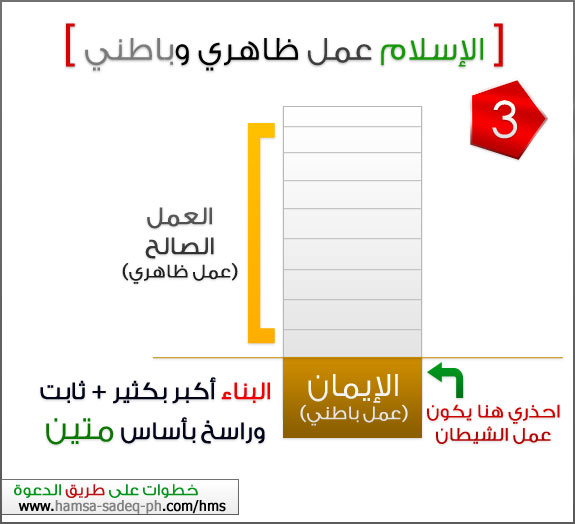 [ الإسلام عمل ظاهري وباطني ]
3
العمل
الصالح
(عمل ظاهري)
الإيمان
(عمل باطني)
البناء أكبر بكثير + ثابت
وراسخ بأساس متين
احذري هنا يكون
عمل الشيطان
خطوات على طريق الدعوة
www.hamsa-sadeq-ph.com/hms